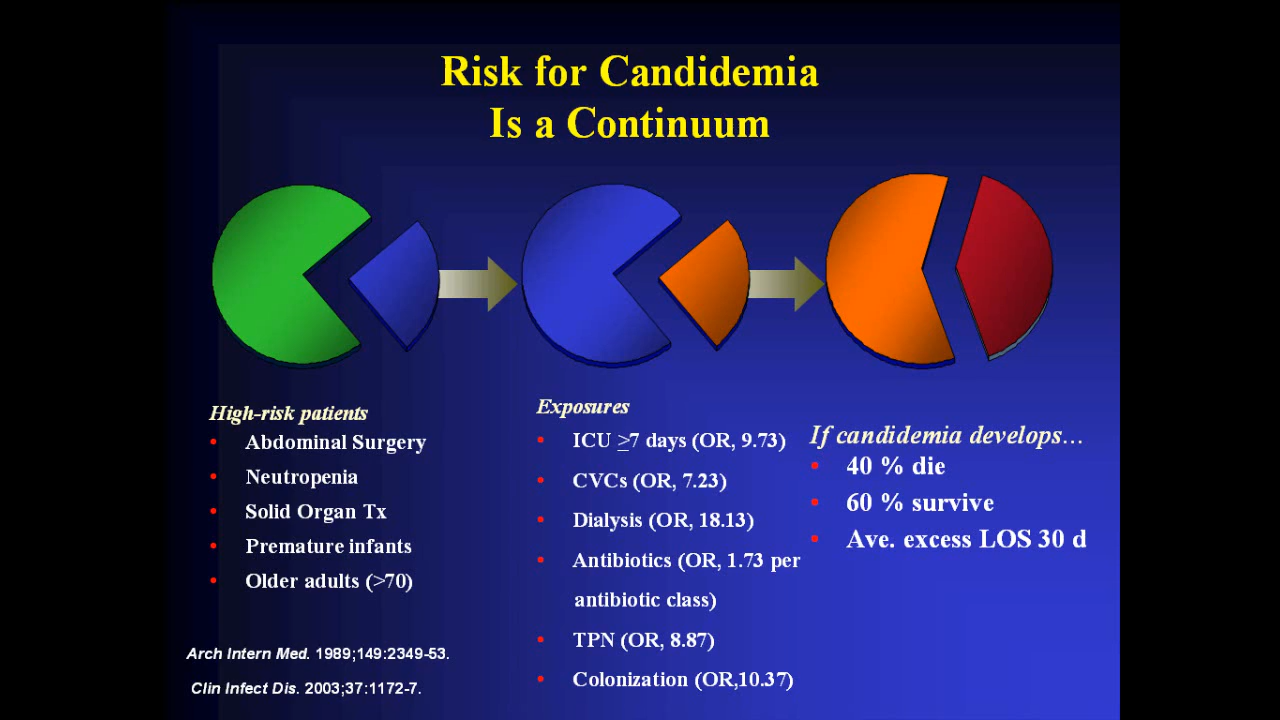 Risk for Candidemia
Is a Continuum
High-risk patients
• Abdominal Surgery
• Neutropenia
• Solid Organ Tx
• Premature infants
• Older adults (>70)
Exposures
• ICU ≥7 days (OR, 9.73)
• CVCs (OR, 7.23)
• Dialysis (OR, 18.13)
• Antibiotics (OR, 1.73 per
antibiotic class)
• TPN (OR, 8.87)
• Colonization (OR,10.37)
If candidemia develops…
• 40 % die
• 60 % survive
• Ave. excess LOS 30 d
Arch Intern Med. 1989;149:2349-53.
Clin Infect Dis. 2003;37:1172-7.